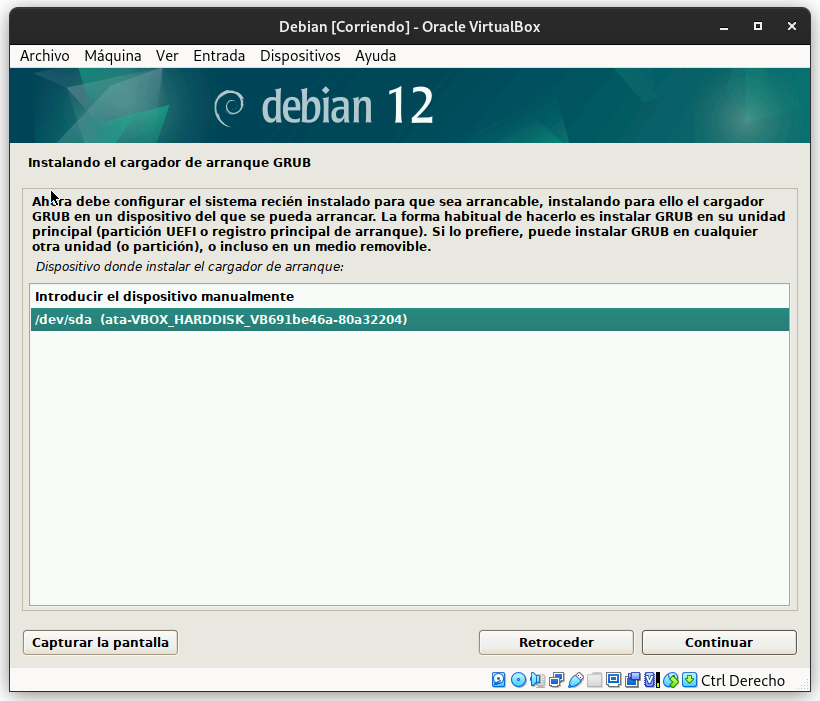 Debian [Corriendo] - Oracle VirtualBox
Archivo Máquina Ver Entrada Dispositivos Ayuda
debian 12
Instalando el cargador de arranque GRUB
Ahora debe configurar el sistema recién instalado para que sea arrancable, instalando para ello el cargador
GRUB en un dispositivo del que se pueda arrancar. La forma habitual de hacerlo es instalar GRUB en su unidad
principal (partición UEFI o registro principal de arranque). Si lo prefiere, puede instalar GRUB en cualquier
otra unidad (o partición), o incluso en un medio removible.
Dispositivo donde instalar el cargador de arranque:
Introducir el dispositivo manualmente
/dev/sda (ata-VBOX_HARDDISK_VB691be46a-80a32204)
Capturar la pantalla Retroceder Continuar
Ctrl Derecho